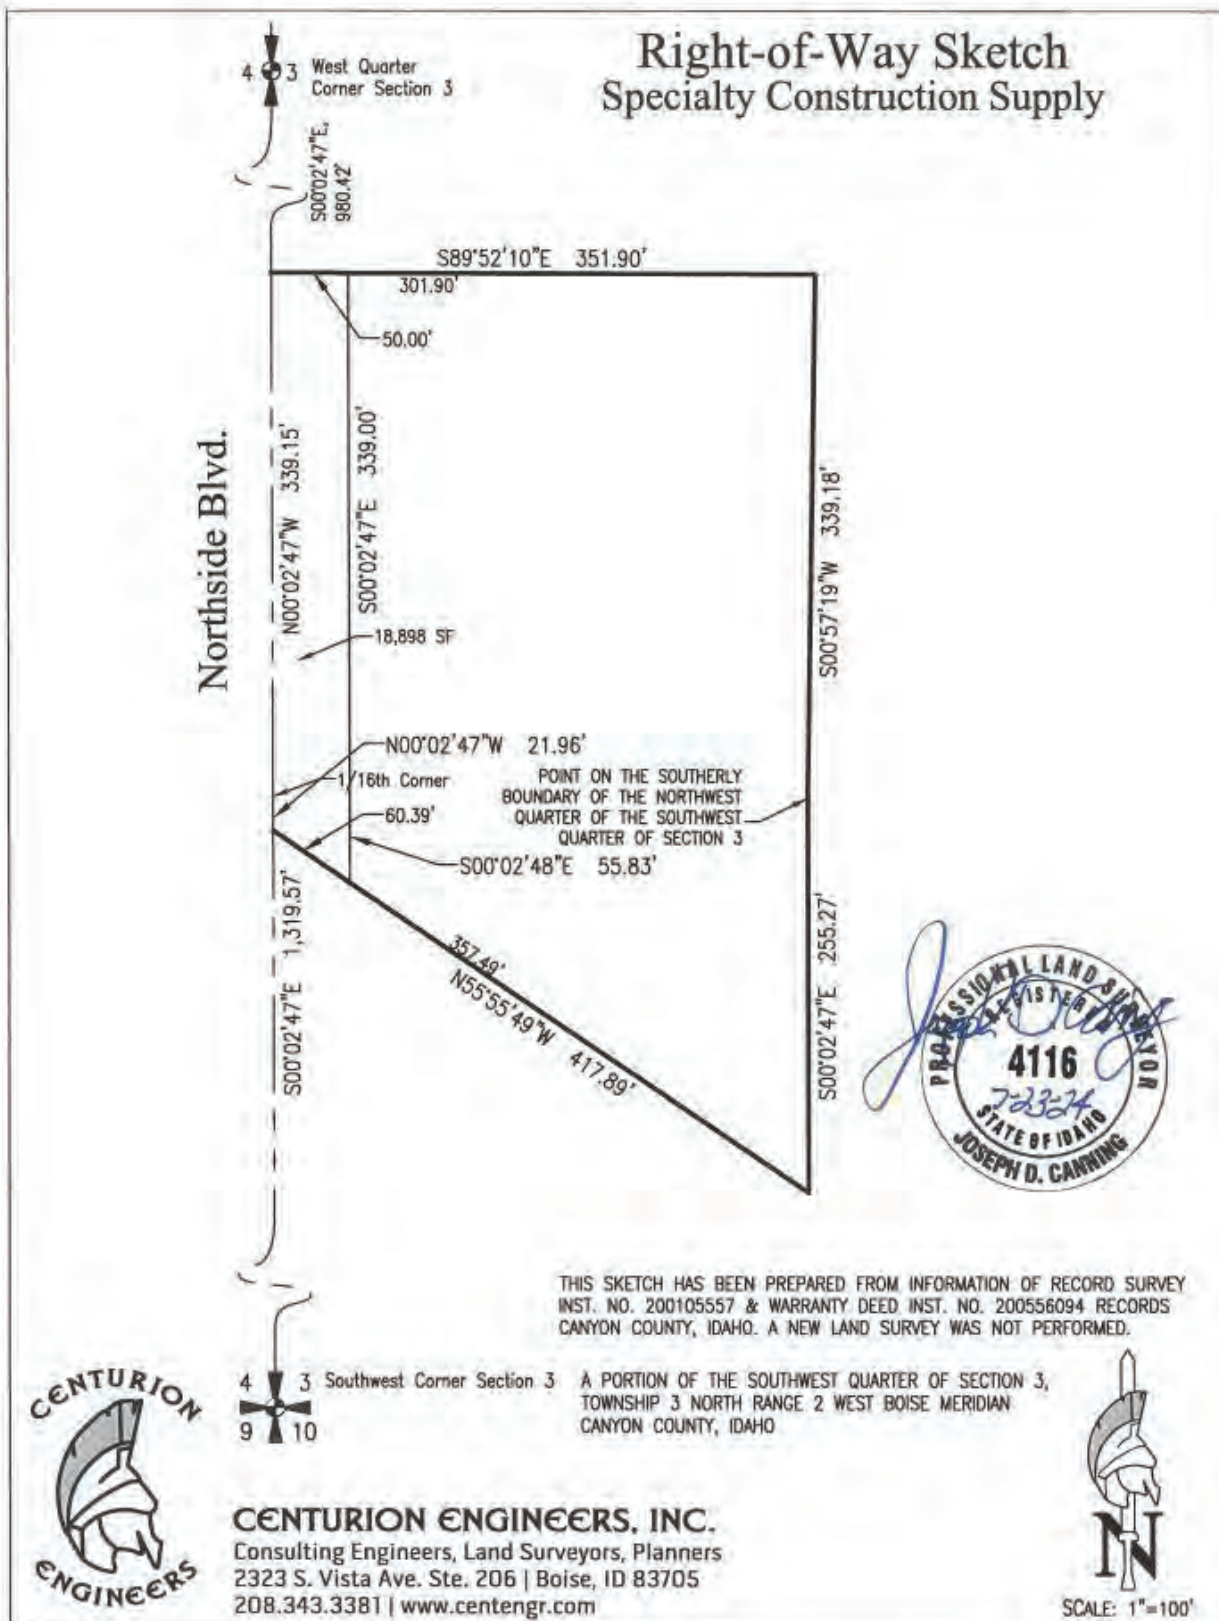 Right-of-Way Sketch
Specialty Construction Supply
4 3 West Quarter
Corner Section 3
S00°02'47"E,
980.42'
S89°52'10"E 351.90'
301.90'
50.00'
Northside Blvd.
N00°02'47"W 339.15'
S00°02'47"E 339.00'
S00°57'19"W 339.18'
18,898 SF
N00°02'47"W 21.96'
1/16th Corner
60.39'
POINT ON THE SOUTHERLY
BOUNDARY OF THE NORTHWEST
QUARTER OF THE SOUTHWEST
QUARTER OF SECTION 3
S00°02'48"E 55.83'
S00°02'47"E 1,319.57'
357.49'
N55°55'49"W 417.89'
S00°02'47"E 255.27'
PROFESSIONAL LAND SURVEYOR
REGISTERED
4116
7-23-24
STATE OF IDAHO
JOSEPH D. CANNING
THIS SKETCH HAS BEEN PREPARED FROM INFORMATION OF RECORD SURVEY
INST. NO. 200105557 & WARRANTY DEED INST. NO. 200556094 RECORDS
CANYON COUNTY, IDAHO. A NEW LAND SURVEY WAS NOT PERFORMED.
4 3 Southwest Corner Section 3
9 10
A PORTION OF THE SOUTHWEST QUARTER OF SECTION 3,
TOWNSHIP 3 NORTH RANGE 2 WEST BOISE MERIDIAN
CANYON COUNTY, IDAHO
CENTURION
ENGINEERS
CENTURION ENGINEERS, INC.
Consulting Engineers, Land Surveyors, Planners
2323 S. Vista Ave. Ste. 206 | Boise, ID 83705
208.343.3381 | www.centengr.com
N
SCALE: 1"=100'